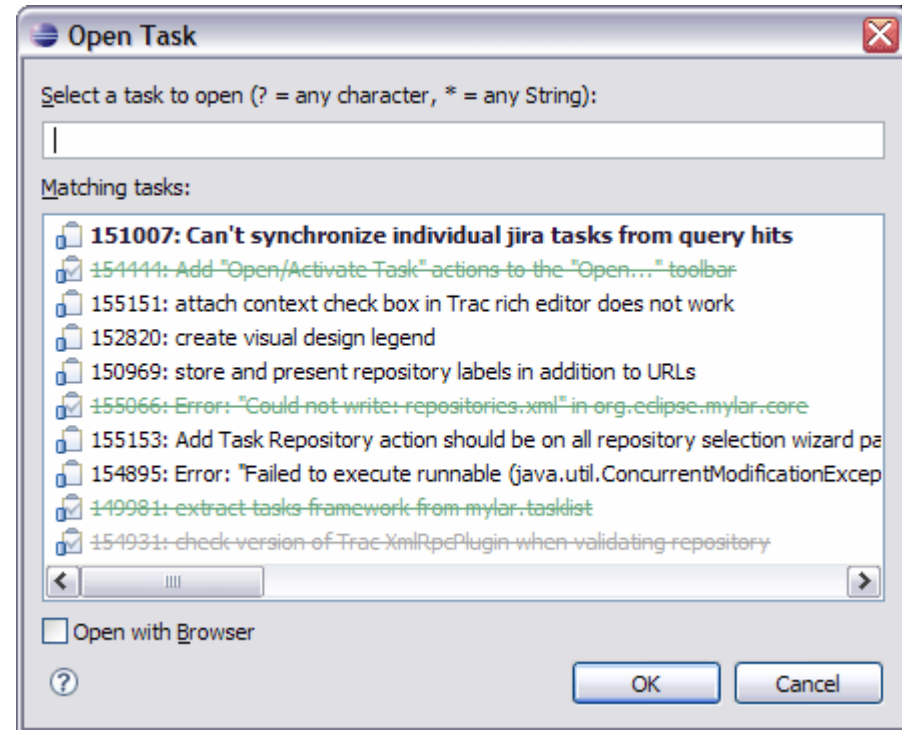 Open Task
Select a task to open (? = any character, * = any String):
Matching tasks:
151007: Can't synchronize individual jira tasks from query hits
154444: Add "Open/Activate Task" actions to the "Open..." toolbar
155151: attach context check box in Trac rich editor does not work
152820: create visual design legend
150969: store and present repository labels in addition to URLs
155066: Error: "Could not write: repositories.xml" in org.eclipse.mylar.core
155153: Add Task Repository action should be on all repository selection wizard pa
154895: Error: "Failed to execute runnable (java.util.ConcurrentModificationExcep
149981: extract tasks framework from mylar.tasklist
154931: check version of Trac XmlRpcPlugin when validating repository
Open with Browser
? OK Cancel